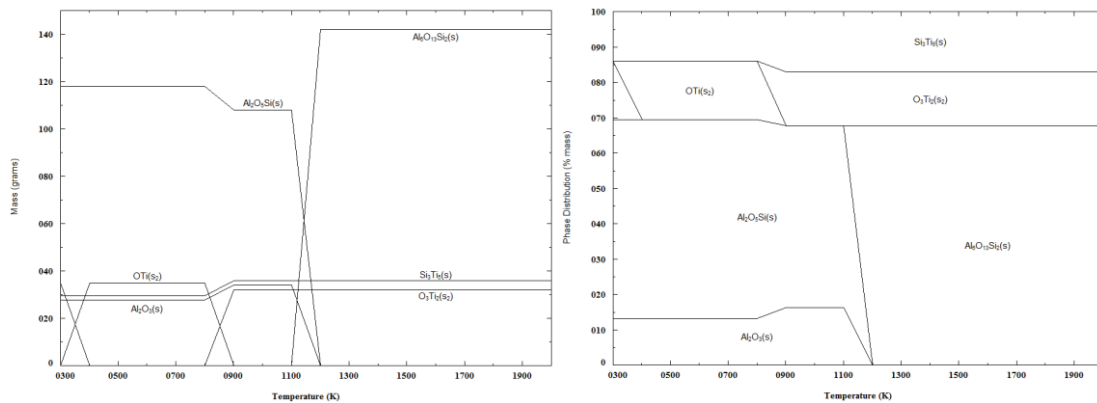 140
120
100
080
060
040
020
0
Mass (grams)
Al₆O₁₃Si₂(s)
Al₂O₅Si(s)
OTi(s₂)
Si₃Ti₅(s)
Al₂O₃(s)
O₃Ti₂(s₂)
0300 0500 0700 0900 1100 1300 1500 1700 1900
Temperature (K)
100
090
080
070
060
050
040
030
020
010
00
Phase Distribution (% mass)
Si₃Ti₅(s)
OTi(s₂)
O₃Ti₂(s₂)
Al₂O₅Si(s)
Al₆O₁₃Si₂(s)
Al₂O₃(s)
0300 0500 0700 0900 1100 1300 1500 1700 1900
Temperature (K)